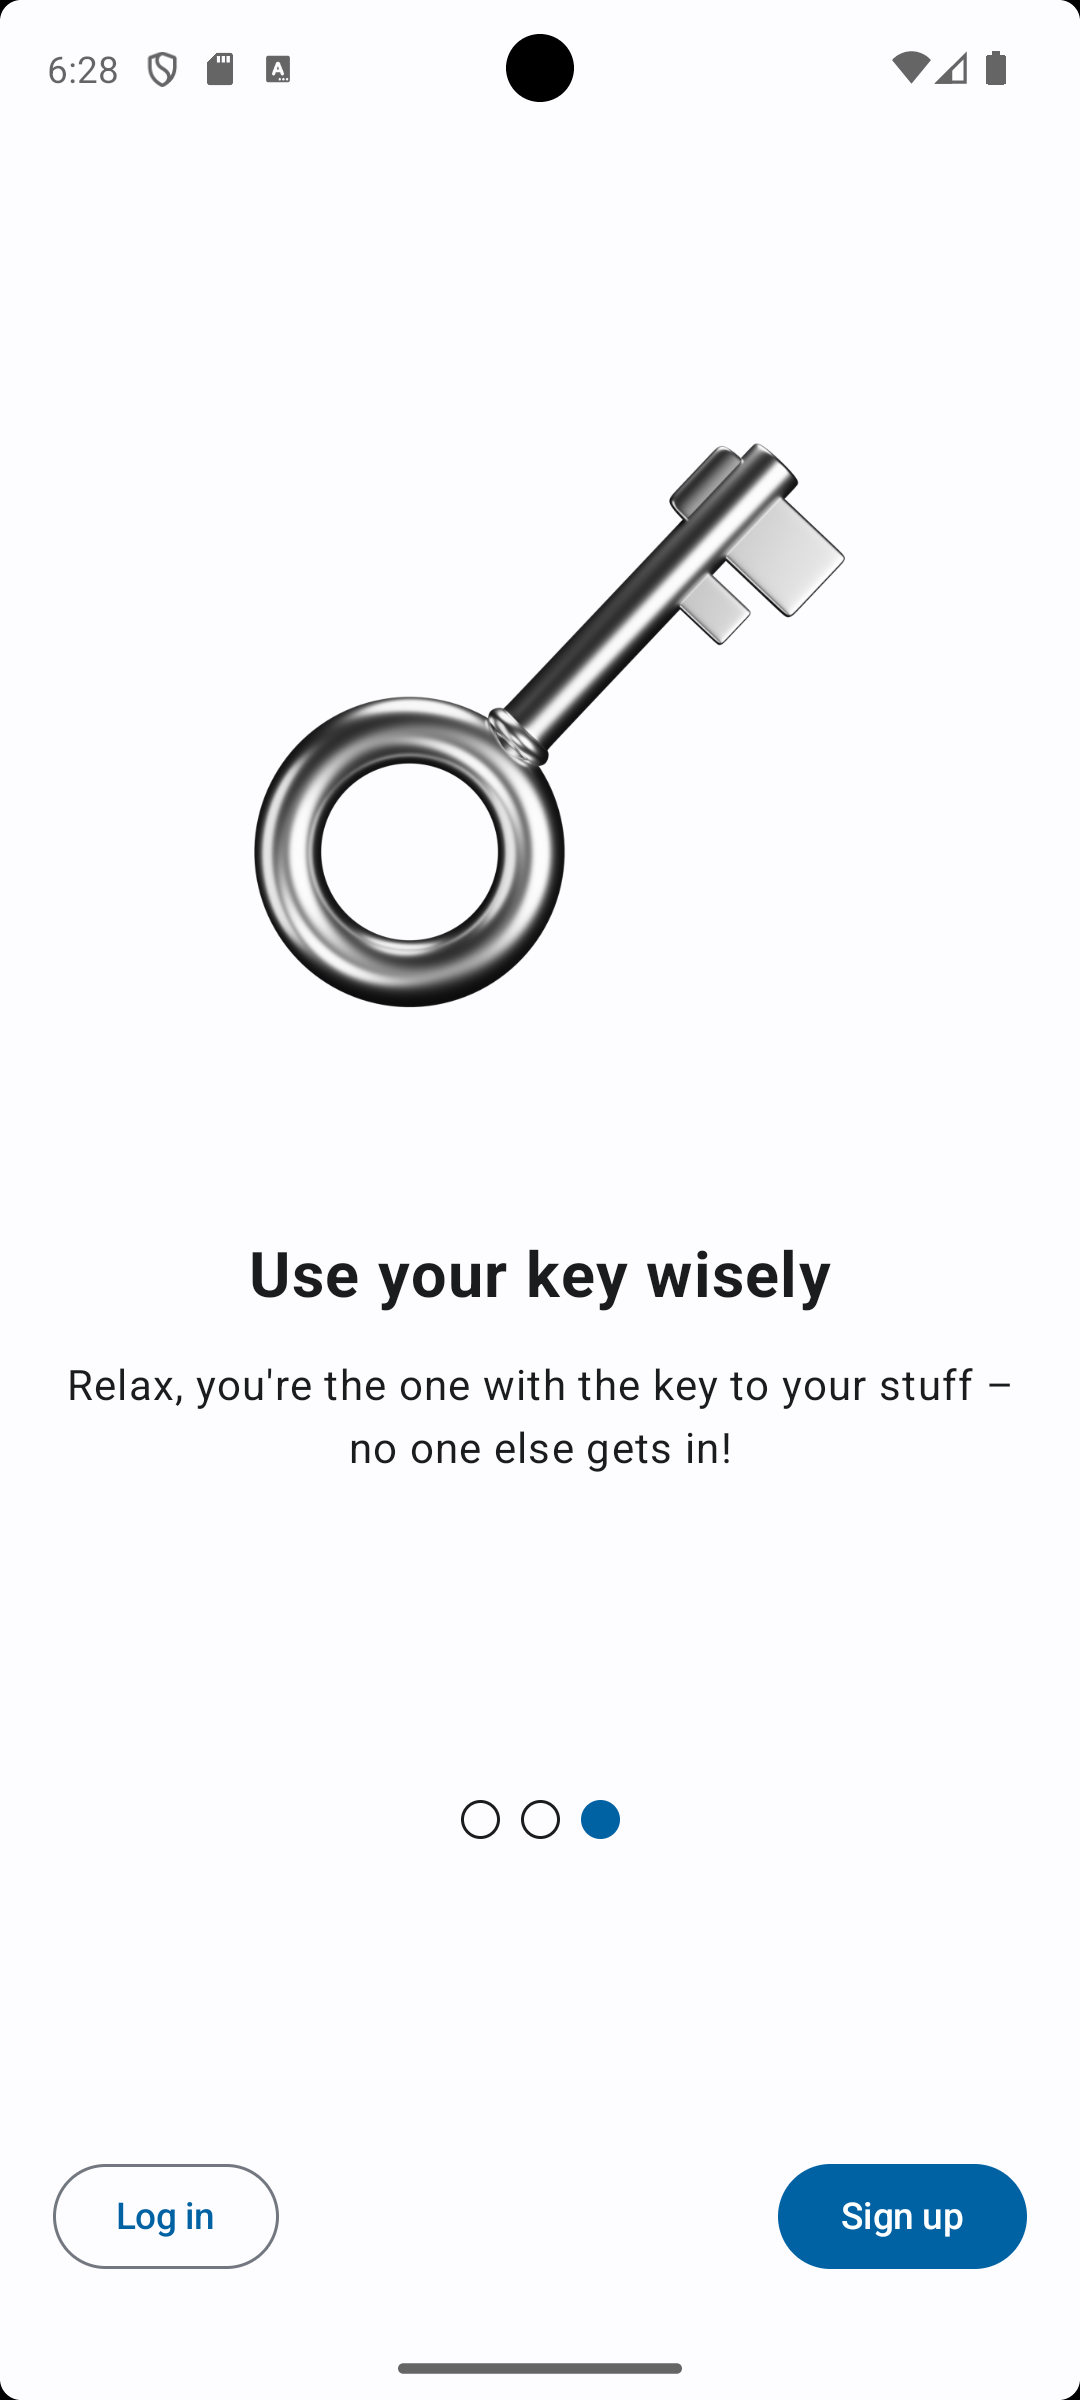 6:28
Use your key wisely
Relax, you're the one with the key to your stuff –
no one else gets in!
Log in
Sign up